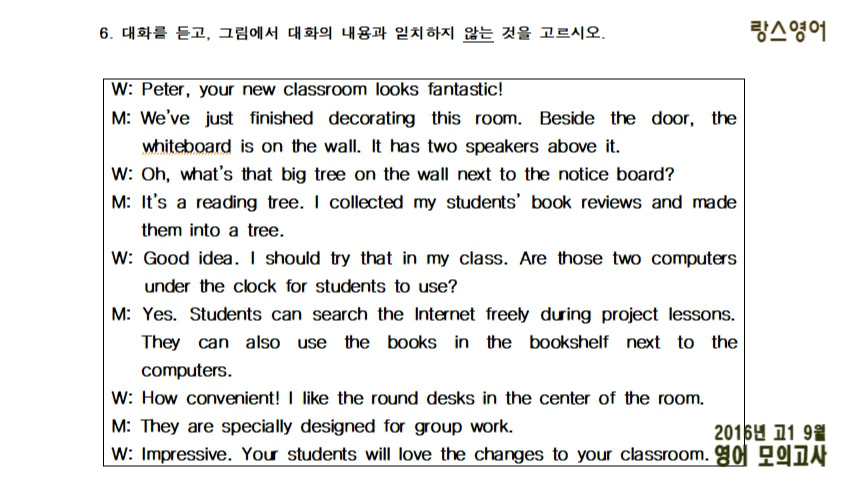 6. 대화를 듣고, 그림에서 대화의 내용과 일치하지 않는 것을 고르시오.
랑스영어
W: Peter, your new classroom looks fantastic!
M: We've just finished decorating this room. Beside the door, the
whiteboard is on the wall. It has two speakers above it.
W: Oh, what's that big tree on the wall next to the notice board?
M: It's a reading tree. I collected my students' book reviews and made
them into a tree.
W: Good idea. I should try that in my class. Are those two computers
under the clock for students to use?
M: Yes. Students can search the Internet freely during project lessons.
They can also use the books in the bookshelf next to the
computers.
W: How convenient! I like the round desks in the center of the room.
M: They are specially designed for group work.
W: Impressive. Your students will love the changes to your classroom.
2016년 고1 9월
영어 모의고사